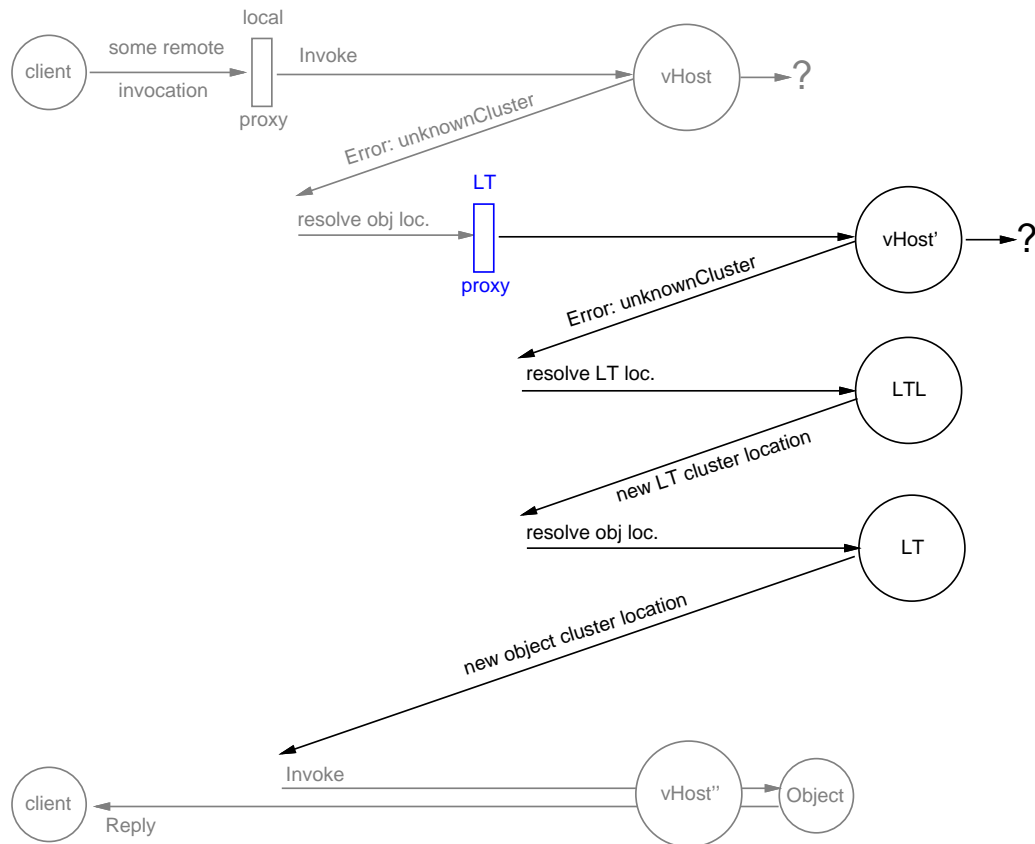 local
some remote
client
Invoke
vHost
?
invocation
proxy
Error: unknownCluster
LT
resolve obj loc.
vHost'
?
proxy
Error: unknownCluster
resolve LT loc.
LTL
new LT cluster location
resolve obj loc.
LT
new object cluster location
Invoke
client
vHost''
Object
Reply